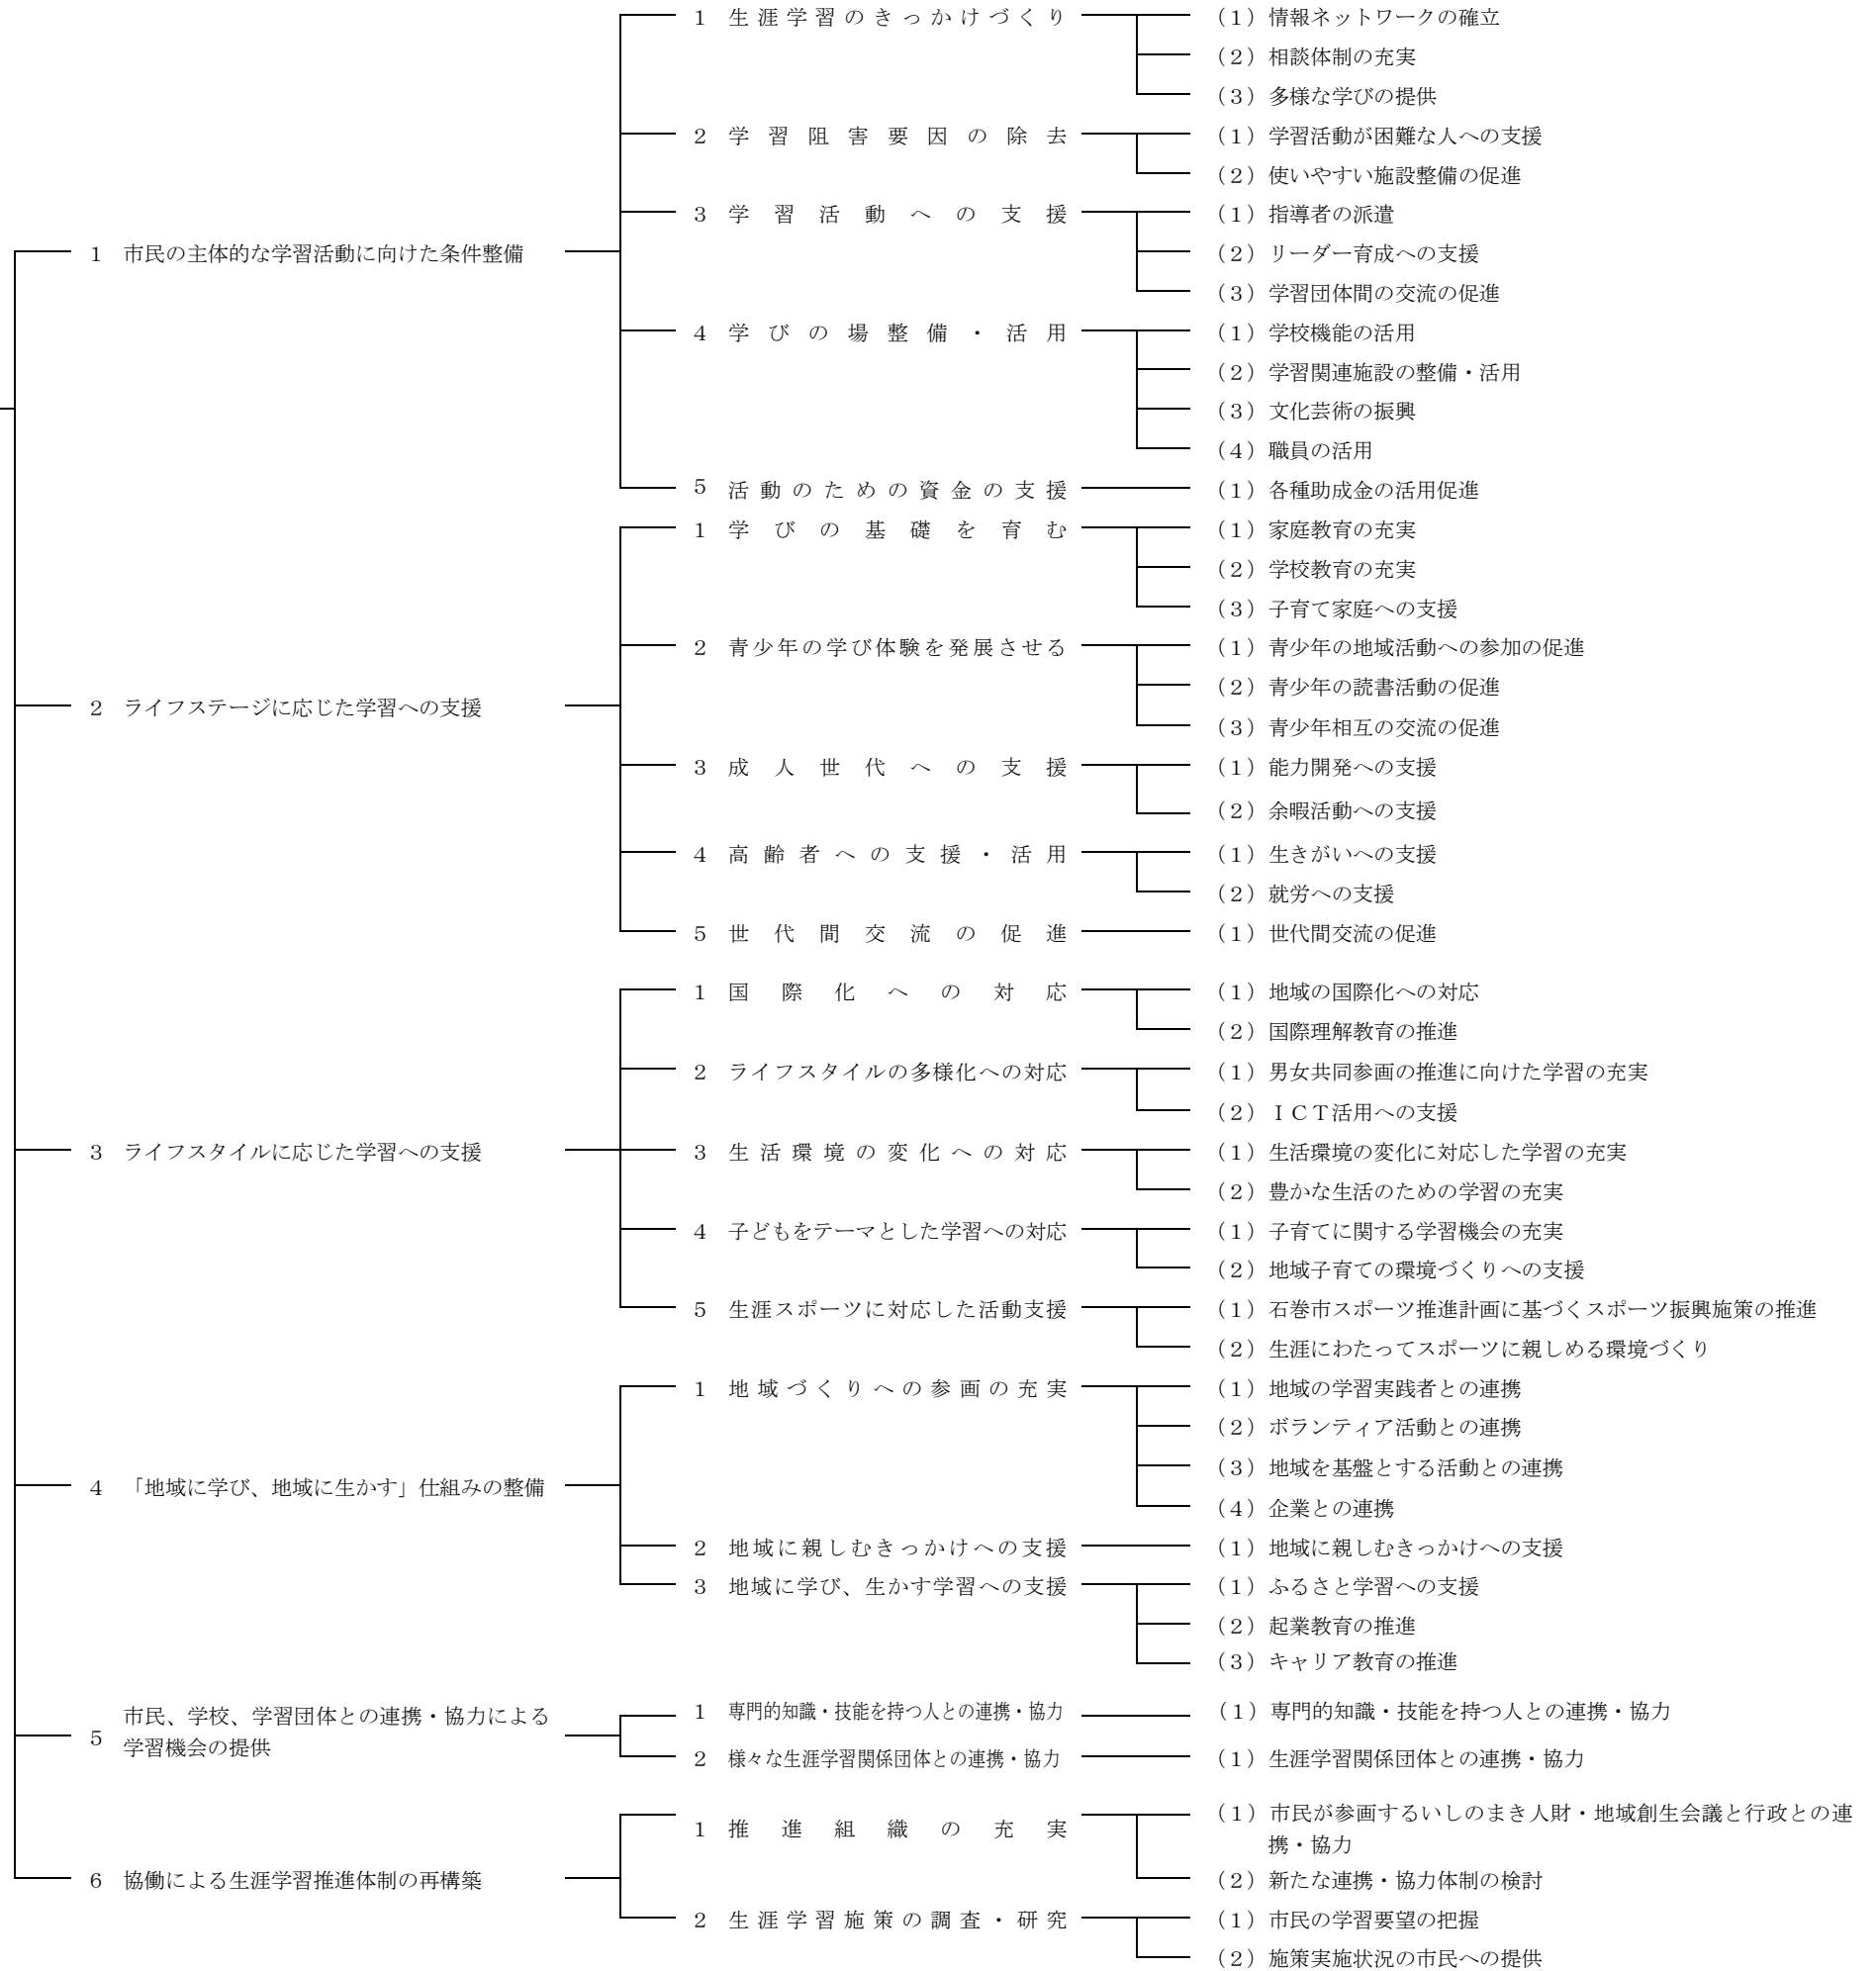 1 生涯学習のきっかけづくり （１）情報ネットワークの確立
（２）相談体制の充実
（３）多様な学びの提供
2 学習阻害要因の除去 （１）学習活動が困難な人への支援
（２）使いやすい施設整備の促進
3 学習活動への支援 （１）指導者の派遣
1 市民の主体的な学習活動に向けた条件整備 （２）リーダー育成への支援
（３）学習団体間の交流の促進
4 学びの場整備・活用 （１）学校機能の活用
（２）学習関連施設の整備・活用
（３）文化芸術の振興
（４）職員の活用
5 活動のための資金の支援 （１）各種助成金の活用促進
1 学びの基礎を育む （１）家庭教育の充実
（２）学校教育の充実
（３）子育て家庭への支援
2 青少年の学び体験を発展させる （１）青少年の地域活動への参加の促進
（２）青少年の読書活動の促進
2 ライフステージに応じた学習への支援
（３）青少年相互の交流の促進
3 成人世代への支援 （１）能力開発への支援
（２）余暇活動への支援
4 高齢者への支援・活用 （１）生きがいへの支援
（２）就労への支援
5 世代間交流の促進 （１）世代間交流の促進
1 国際化への対応 （１）地域の国際化への対応
（２）国際理解教育の推進
2 ライフスタイルの多様化への対応 （１）男女共同参画の推進に向けた学習の充実
（２）ＩＣＴ活用への支援
3 ライフスタイルに応じた学習への支援 3 生活環境の変化への対応 （１）生活環境の変化に対応した学習の充実
（２）豊かな生活のための学習の充実
4 子どもをテーマとした学習への対応 （１）子育てに関する学習機会の充実
（２）地域子育ての環境づくりへの支援
5 生涯スポーツに対応した活動支援 （１）石巻市スポーツ推進計画に基づくスポーツ振興施策の推進
（２）生涯にわたってスポーツに親しめる環境づくり
1 地域づくりへの参画の充実 （１）地域の学習実践者との連携
（２）ボランティア活動との連携
（３）地域を基盤とする活動との連携
4 「地域に学び、地域に生かす」仕組みの整備
（４）企業との連携
2 地域に親しむきっかけへの支援 （１）地域に親しむきっかけへの支援
3 地域に学び、生かす学習への支援 （１）ふるさと学習への支援
（２）起業教育の推進
（３）キャリア教育の推進
5 市民、学校、学習団体との連携・協力による
学習機会の提供
1 専門的知識・技能を持つ人との連携・協力 （１）専門的知識・技能を持つ人との連携・協力
2 様々な生涯学習関係団体との連携・協力 （１）生涯学習関係団体との連携・協力
1 推進組織の充実 （１）市民が参画するいしのまき人財・地域創生会議と行政との連
携・協力
6 協働による生涯学習推進体制の再構築 （２）新たな連携・協力体制の検討
2 生涯学習施策の調査・研究 （１）市民の学習要望の把握
（２）施策実施状況の市民への提供